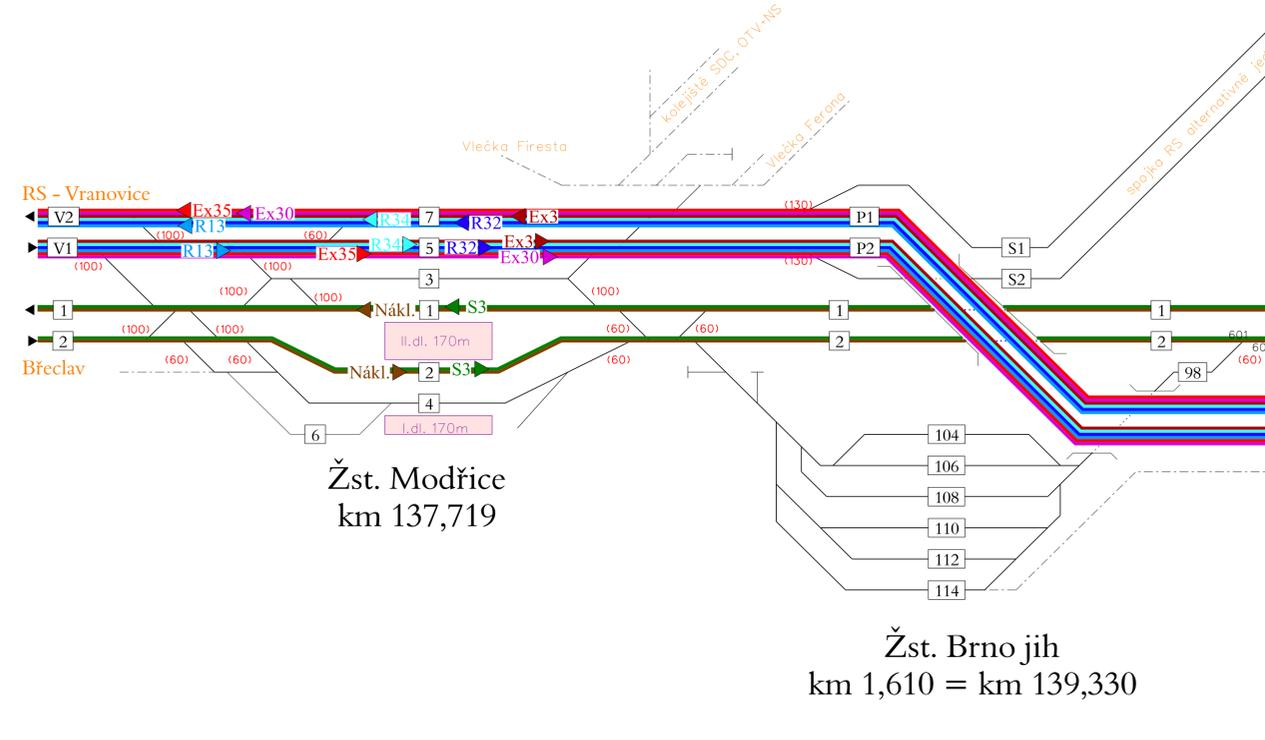 kolejiště SDC, OTV-NS
Vlečka Ferona
Vlečka Firesta
spojka RS alternativně
RS - Vranovice
(130)
V2
Ex35
Ex30
7
Ex3
P1
R13
R34
R32
(100)
(60)
V1
R13
Ex35
R34
5
R32
Ex3
Ex30
P2
S1
(130)
(100)
(100)
3
S2
(100)
(100)
(100)
1
Nákl.
1
S3
1
1
(100)
(100)
(60)
(60)
2
II.dl. 170m
2
2
601
(60)
(60)
(60)
(60)
Břeclav
Nákl.
2
S3
98
4
I.dl. 170m
6
104
106
108
110
112
114
Žst. Modřice
km 137,719
Žst. Brno jih
km 1,610 = km 139,330